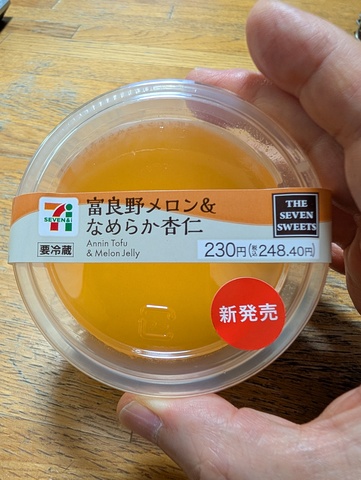 7
SEVEN&i
富良野メロン&
なめらか杏仁
Annin Tofu
& Melon Jelly
要冷蔵
230円(税込248.40円)
THE
SEVEN
SWEETS
新発売